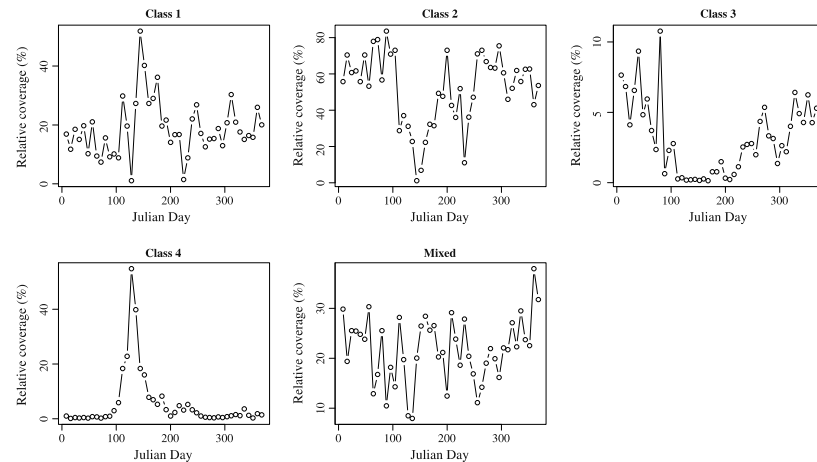 Class 1
Class 2
Class 3
Relative coverage (%)
0 20 40
Relative coverage (%)
0 20 40 60 80
Relative coverage (%)
0 5 10
0 100 200 300
0 100 200 300
0 100 200 300
Julian Day
Julian Day
Julian Day
Class 4
Mixed
Relative coverage (%)
0 20 40
Relative coverage (%)
10 20 30
0 100 200 300
0 100 200 300
Julian Day
Julian Day